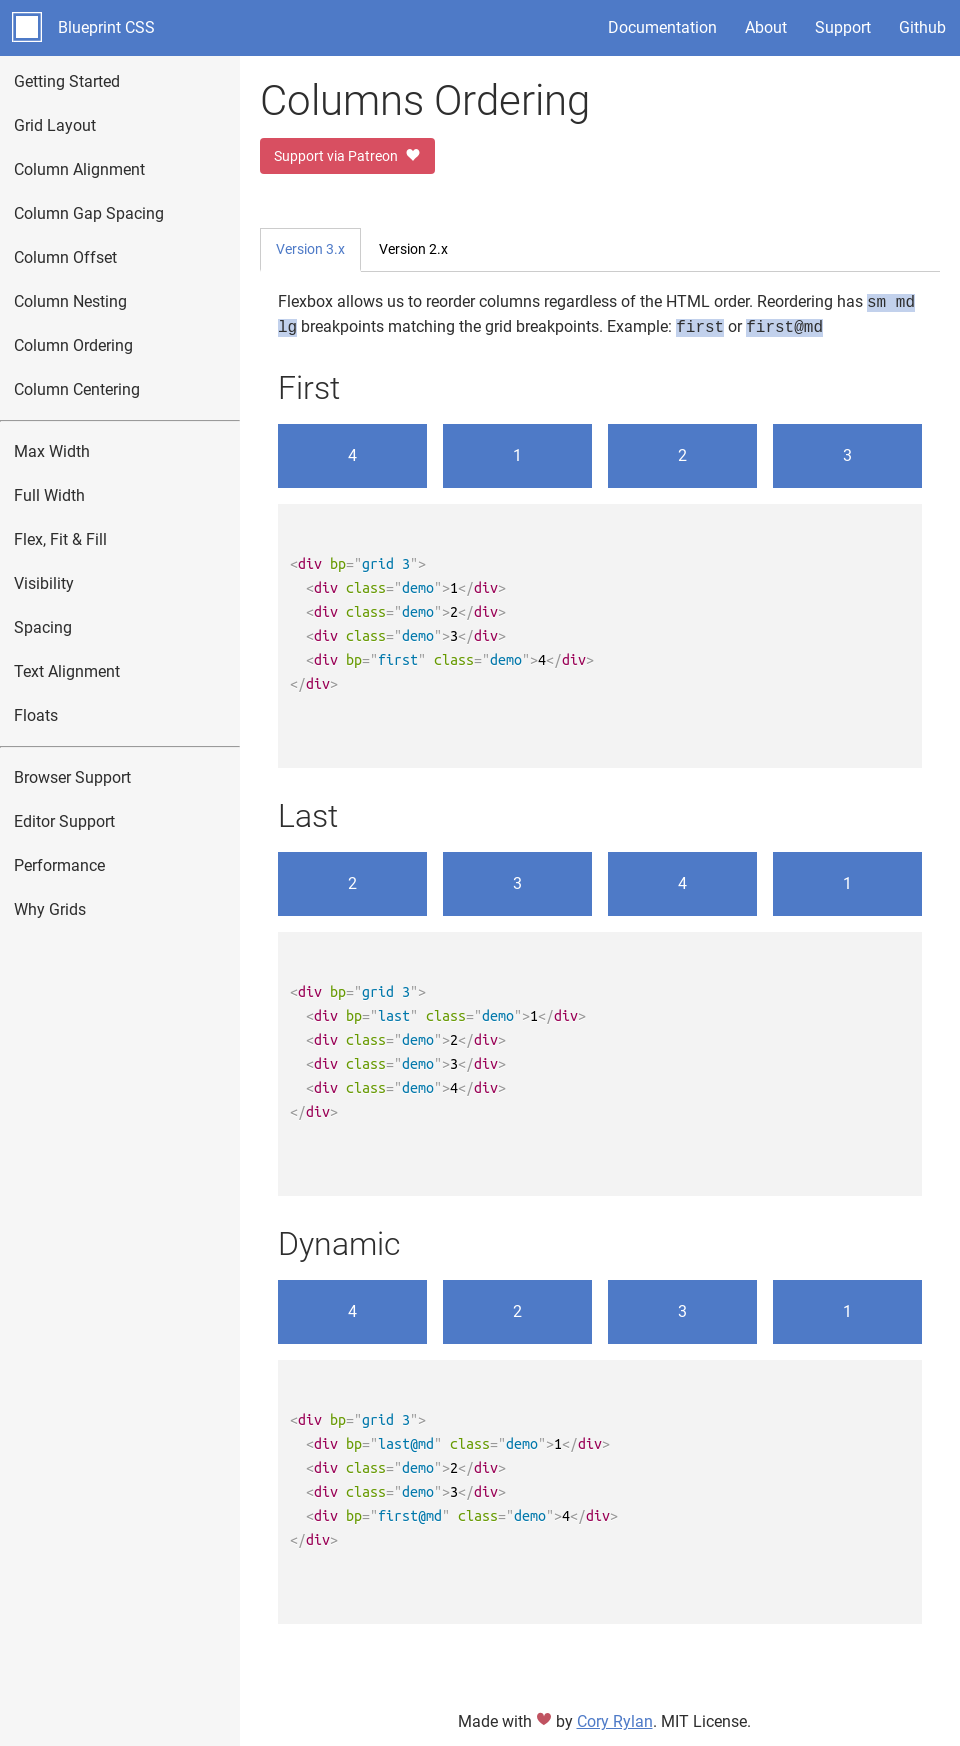 Blueprint CSS
Documentation
About
Support
Github
Getting Started
Grid Layout
Column Alignment
Column Gap Spacing
Column Offset
Column Nesting
Column Ordering
Column Centering
Max Width
Full Width
Flex, Fit & Fill
Visibility
Spacing
Text Alignment
Floats
Browser Support
Editor Support
Performance
Why Grids
Columns Ordering
Support via Patreon
Version 3.x
Version 2.x
Flexbox allows us to reorder columns regardless of the HTML order. Reordering has sm md
lg breakpoints matching the grid breakpoints. Example: first or first@md
First
4 1 2 3
<div bp="grid 3">
  <div class="demo">1</div>
  <div class="demo">2</div>
  <div class="demo">3</div>
  <div bp="first" class="demo">4</div>
</div>
Last
2 3 4 1
<div bp="grid 3">
  <div bp="last" class="demo">1</div>
  <div class="demo">2</div>
  <div class="demo">3</div>
  <div class="demo">4</div>
</div>
Dynamic
4 2 3 1
<div bp="grid 3">
  <div bp="last@md" class="demo">1</div>
  <div class="demo">2</div>
  <div class="demo">3</div>
  <div bp="first@md" class="demo">4</div>
</div>
Made with ♥ by Cory Rylan. MIT License.